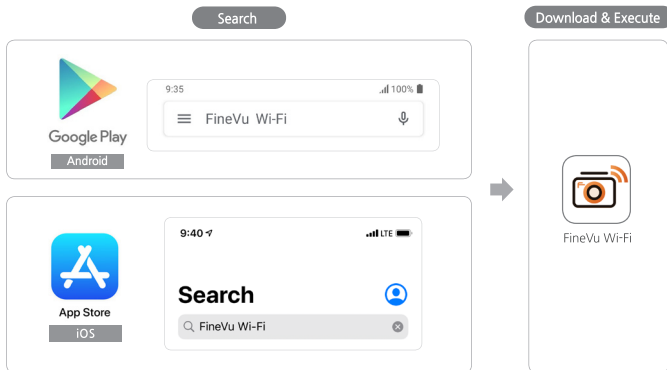 Search
Download & Execute
9:35
100%
FineVu Wi-Fi
Google Play
Android
9:40
LTE
Search
FineVu Wi-Fi
App Store
iOS
FineVu Wi-Fi